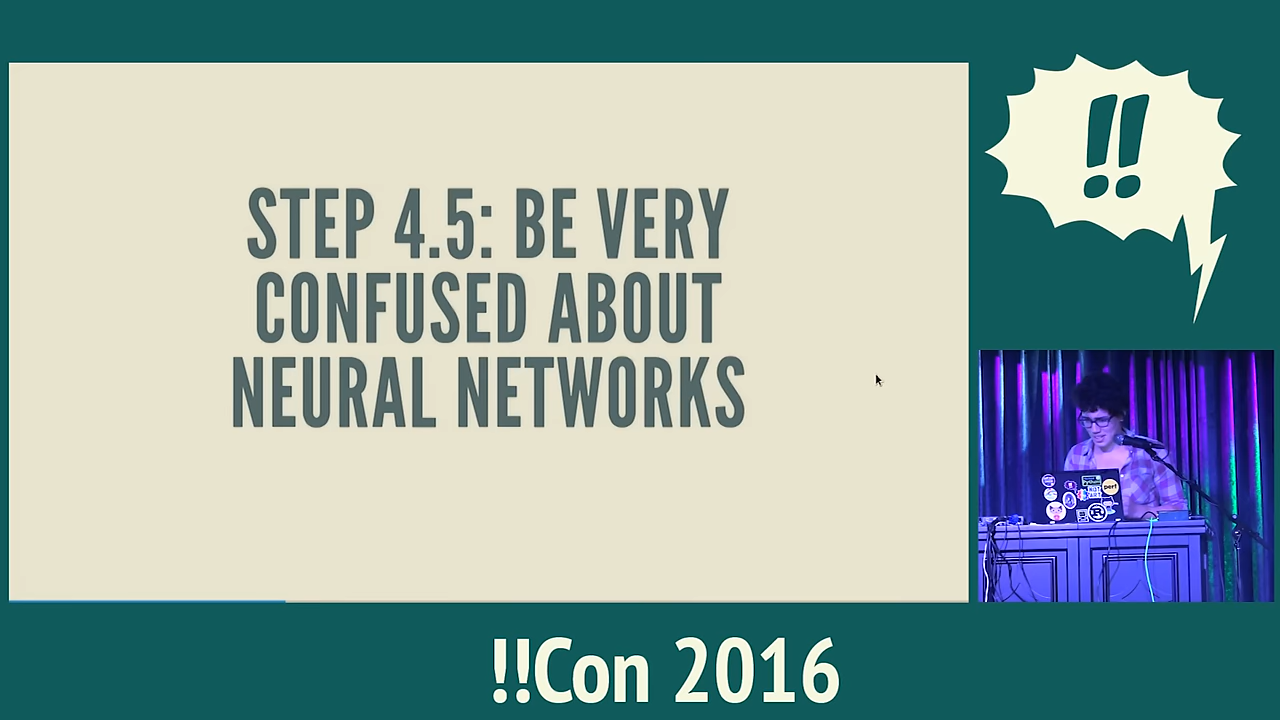 STEP 4.5: BE VERY
CONFUSED ABOUT
NEURAL NETWORKS
!!
!!Con 2016